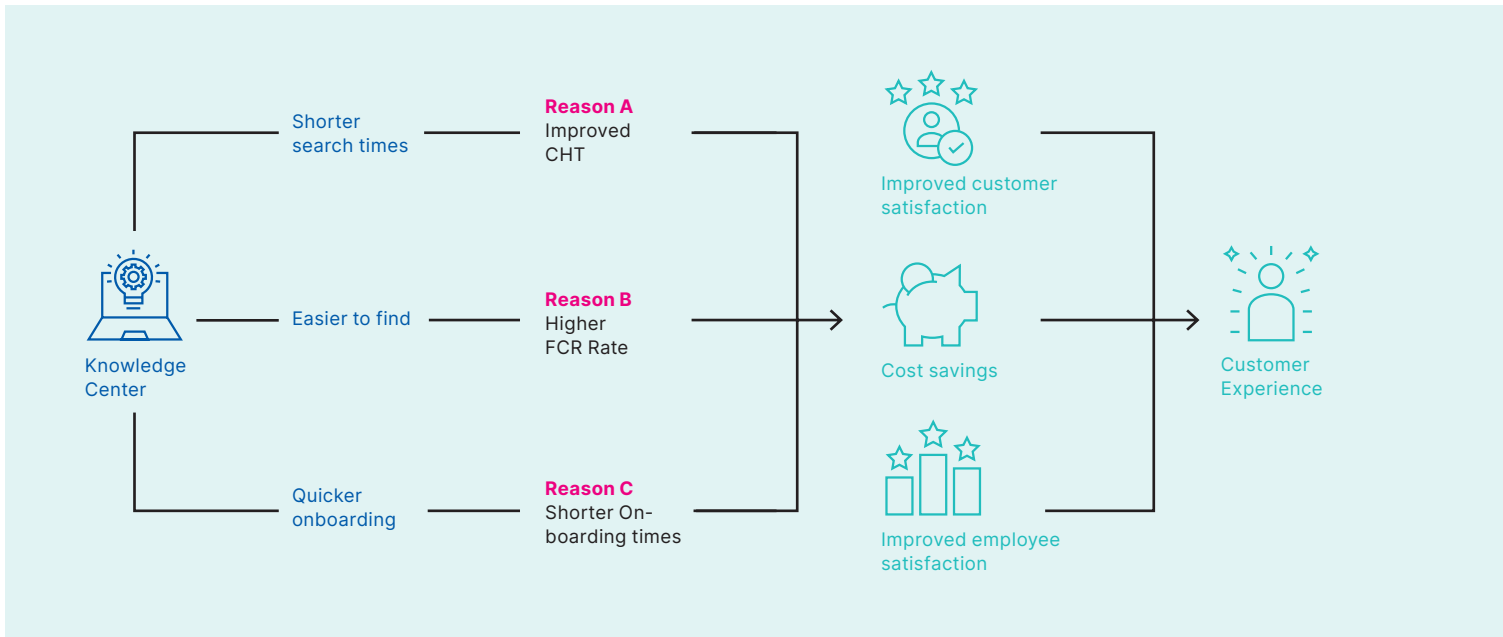 Shorter
search times
Reason A
Improved
CHT
Improved customer
satisfaction
Knowledge
Center
Easier to find
Reason B
Higher
FCR Rate
Cost savings
Customer
Experience
Quicker
onboarding
Reason C
Shorter On-
boarding times
Improved employee
satisfaction